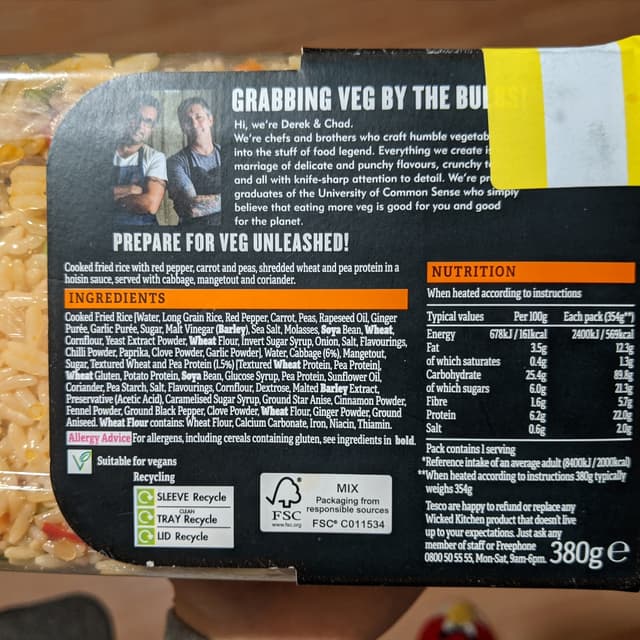 GRABBING VEG BY THE BU
Hi, we're Derek & Chad.
We're chefs and brothers who craft humble
into the stuff of food legend. Everything we create
marriage of delicate and punchy flavours, crunchy
and all with knife-sharp attention to detail. We're
graduates of the University of Common Sense who simply
believe that eating more veg is good for you and good
for the planet.
PREPARE FOR VEG UNLEASHED!
Cooked fried rice with red pepper, carrot and peas, shredded wheat and pea protein in a
hoisin sauce, served with cabbage, mangetout and coriander.
INGREDIENTS
Cooked Fried Rice [Water, Long Grain Rice, Red Pepper, Carrot, Peas, Rapeseed Oil, Ginger
Purée, Garlic Purée, Sugar, Malt Vinegar (Barley), Sea Salt, Molasses, Soya Bean, Wheat,
Cornflour, Yeast Extract Powder, Wheat Flour, Invert Sugar Syrup, Onion, Salt, Flavourings,
Chilli Powder, Paprika, Clove Powder, Garlic Powder], Water, Cabbage (6%), Mangetout,
Sugar, Textured Wheat and Pea Protein (1.5%) [Textured Wheat Protein, Pea Protein],
Wheat Gluten, Potato Protein, Soya Bean, Glucose Syrup, Pea Protein, Sunflower Oil,
Coriander, Pea Starch, Salt, Flavourings, Cornflour, Dextrose, Malted Barley Extract,
Preservative (Acetic Acid), Caramelised Sugar Syrup, Ground Star Anise, Cinnamon Powder,
Fennel Powder, Ground Black Pepper, Clove Powder, Wheat Flour, Ginger Powder, Ground
Aniseed. Wheat Flour contains: Wheat Flour, Calcium Carbonate, Iron, Niacin, Thiamin.
Allergy Advice For allergens, including cereals containing gluten, see ingredients in bold.
Suitable for vegans
Recycling
SLEEVE Recycle
CLEAN
TRAY Recycle
LID Recycle
FSC
www.fsc.org
MIX
Packaging from
responsible sources
FSC® C011534
NUTRITION
When heated according to instructions
Typical values Per 100g Each pack (354g**)
Energy 678kJ / 161kcal 2400kJ / 569kcal
Fat 3.5g 12.3g
of which saturates 0.4g 1.3g
Carbohydrate 25.4g 89.8g
of which sugars 6.0g 21.3g
Fibre 1.6g 5.7g
Protein 6.2g 22.0g
Salt 0.6g 2.0g
Pack contains 1 serving
*Reference intake of an average adult (8400kJ / 2000kcal)
**When heated according to instructions 380g typically
weighs 354g
Tesco are happy to refund or replace any
Wicked Kitchen product that doesn't live
up to your expectations. Just ask any
member of staff or Freephone
0800 50 55 55, Mon-Sat, 9am-6pm.
380g e